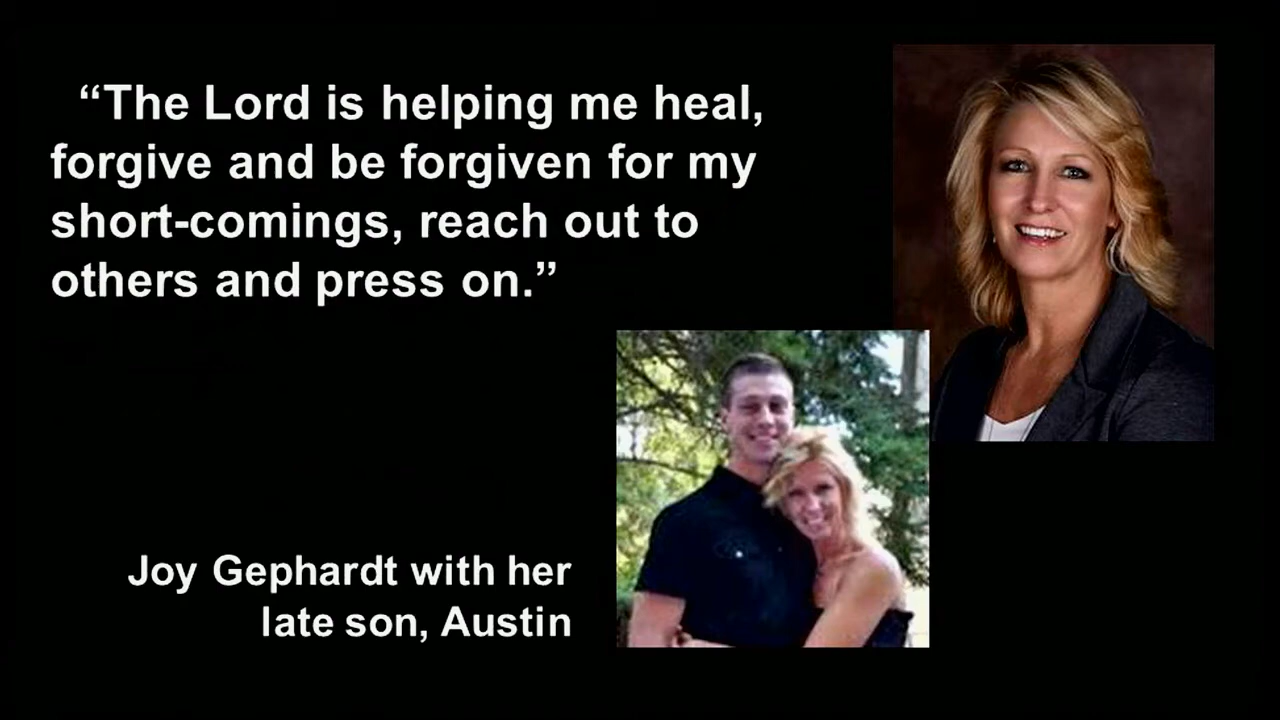 “The Lord is helping me heal,
forgive and be forgiven for my
short-comings, reach out to
others and press on.”
Joy Gephardt with her
late son, Austin